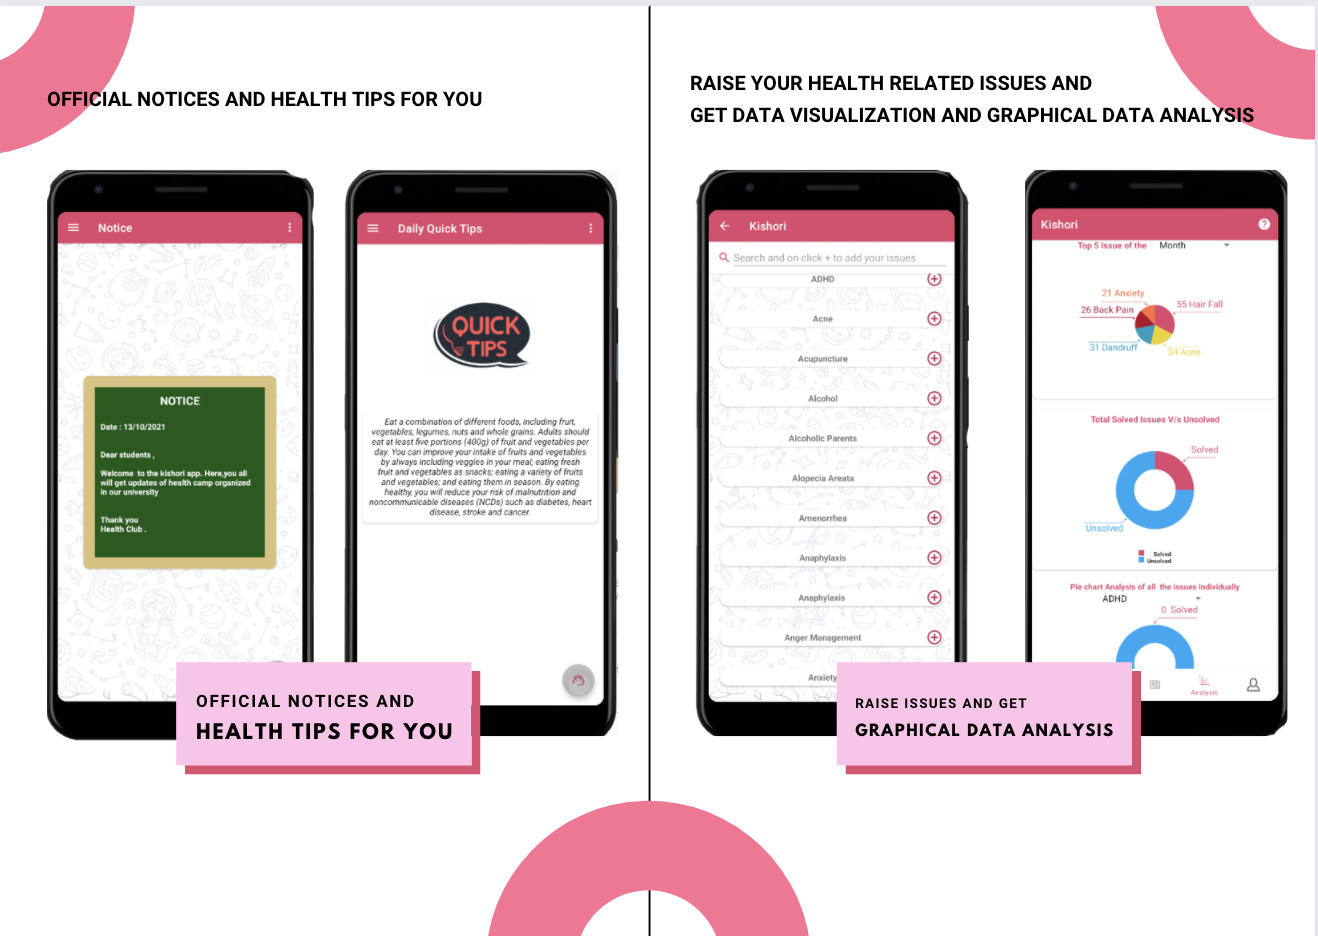 OFFICIAL NOTICES AND HEALTH TIPS FOR YOU
Notice
NOTICE
Date : 13/10/2021
Dear students ,
Welcome to the kishori app. Here,you all
will get updates of health camp organized
in our university
Thank you
Health Club .
Daily Quick Tips
QUICK
TIPS
Eat a combination of different foods, including fruit,
vegetables, legumes, nuts and whole grains. Adults should
eat at least five portions (400g) of fruit and vegetables per
day. You can improve your intake of fruits and vegetables
by always including veggies in your meal; eating fresh
fruit and vegetables as snacks; eating a variety of fruits
and vegetables; and eating them in season. By eating
healthy, you will reduce your risk of malnutrition and
noncommunicable diseases (NCDs) such as diabetes, heart
disease, stroke and cancer.
OFFICIAL NOTICES AND
HEALTH TIPS FOR YOU
RAISE YOUR HEALTH RELATED ISSUES AND
GET DATA VISUALIZATION AND GRAPHICAL DATA ANALYSIS
Kishori
Search and on click + to add your issues
ADHD
Acne
Acupuncture
Alcohol
Alcoholic Parents
Alopecia Areata
Amenorrhea
Anaphylaxis
Anaphylaxis
Anger Management
Anxiety
Kishori
Top 5 Issue of the Month
21 Anxiety
55 Hair Fall
26 Back Pain
31 Dandruff
34 Acne
Total Solved Issues V/s Unsolved
Solved
Unsolved
Solved
Unsolved
Pie chart Analysis of all the issues individually
ADHD
0 Solved
Analysis
RAISE ISSUES AND GET
GRAPHICAL DATA ANALYSIS